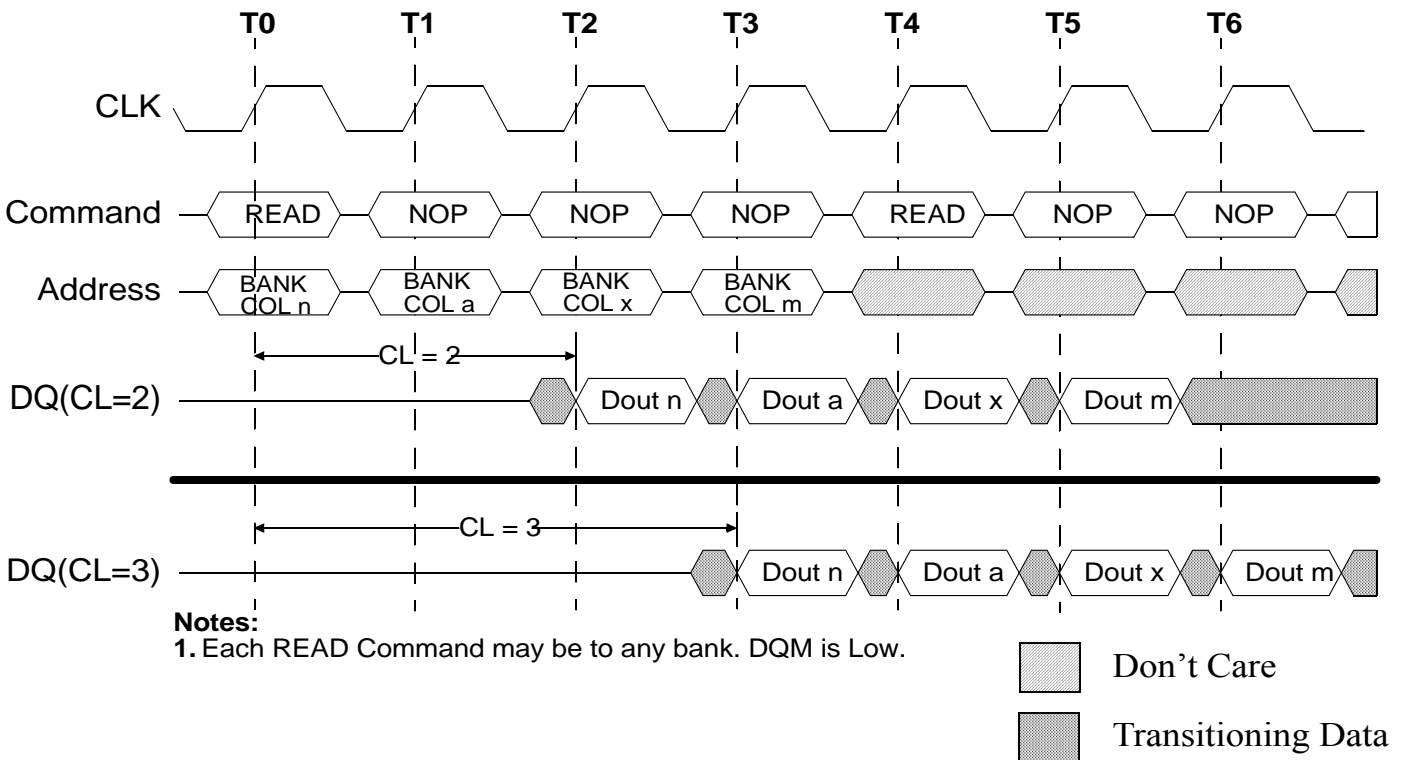 T0 T1 T2 T3 T4 T5 T6
CLK
Command READ NOP NOP NOP READ NOP NOP
Address BANK COL n BANK COL a BANK COL x BANK COL m
CL = 2
DQ(CL=2) Dout n Dout a Dout x Dout m
CL = 3
DQ(CL=3) Dout n Dout a Dout x Dout m
Notes:
1. Each READ Command may be to any bank. DQM is Low.
Don’t Care
Transitioning Data